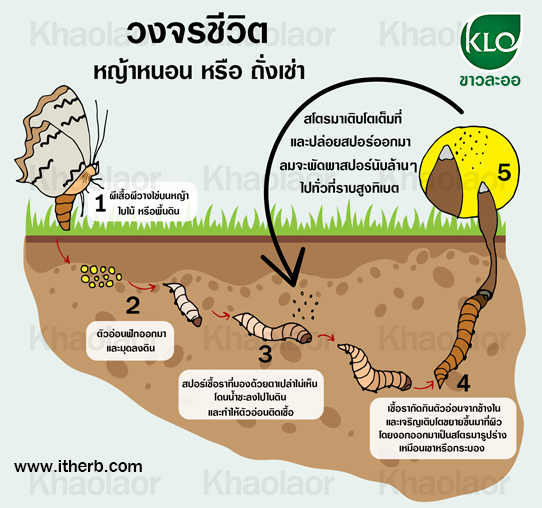 วงจรชีวิต
หญ้าหนอน หรือ ถั่งเช่า
KLO
ขาวละออ
สโตรมาเติบโตเต็มที่
และปล่อยสปอร์ออกมา
ลมจะพัดพาสปอร์นับล้านๆ
ไปทั่วที่ราบสูงทิเบต
5
1
ผีเสื้อผีวางไข่บนหญ้า
ใบไม้ หรือพื้นดิน
2
ตัวอ่อนฟักออกมา
และมุดลงดิน
3
สปอร์เชื้อราที่มองด้วยตาเปล่าไม่เห็น
โดนน้ำชะลงไปในดิน
และทำให้ตัวอ่อนติดเชื้อ
4
เชื้อรากัดกินตัวอ่อนจากข้างใน
และเจริญเติบโตขยายขึ้นมาที่ผิว
โดยงอกออกมาเป็นสโตรมารูปร่าง
เหมือนเขาหรือกระบอง
www.itherb.com
Khaolaor